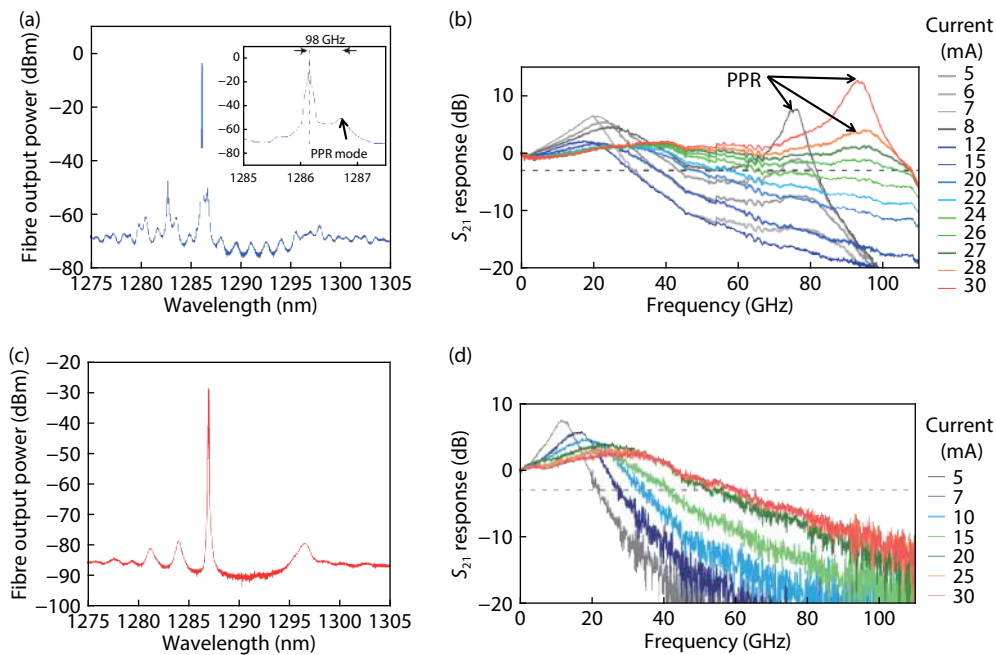 (a)
Fibre output power (dBm)
0
−20
−40
−60
−80
1275 1280 1285 1290 1295 1300 1305
Wavelength (nm)
98 GHz
0
−20
−40
−60
−80
PPR mode
1285 1286 1287
(b)
S21 response (dB)
10
0
−10
−20
0 20 40 60 80 100
Frequency (GHz)
PPR
Current
(mA)
5
6
7
8
12
15
20
22
24
26
27
28
30
(c)
Fibre output power (dBm)
−20
−30
−40
−50
−60
−70
−80
−90
−100
1275 1280 1285 1290 1295 1300 1305
Wavelength (nm)
(d)
S21 response (dB)
10
0
−10
−20
0 20 40 60 80 100
Frequency (GHz)
Current
(mA)
5
7
10
15
20
25
30